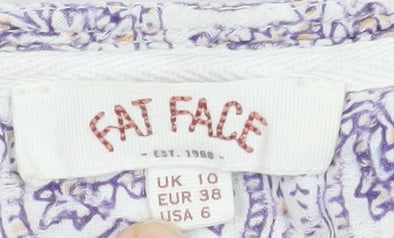 FAT FACE
- EST. 1988 -
UK 10
EUR 38
USA 6